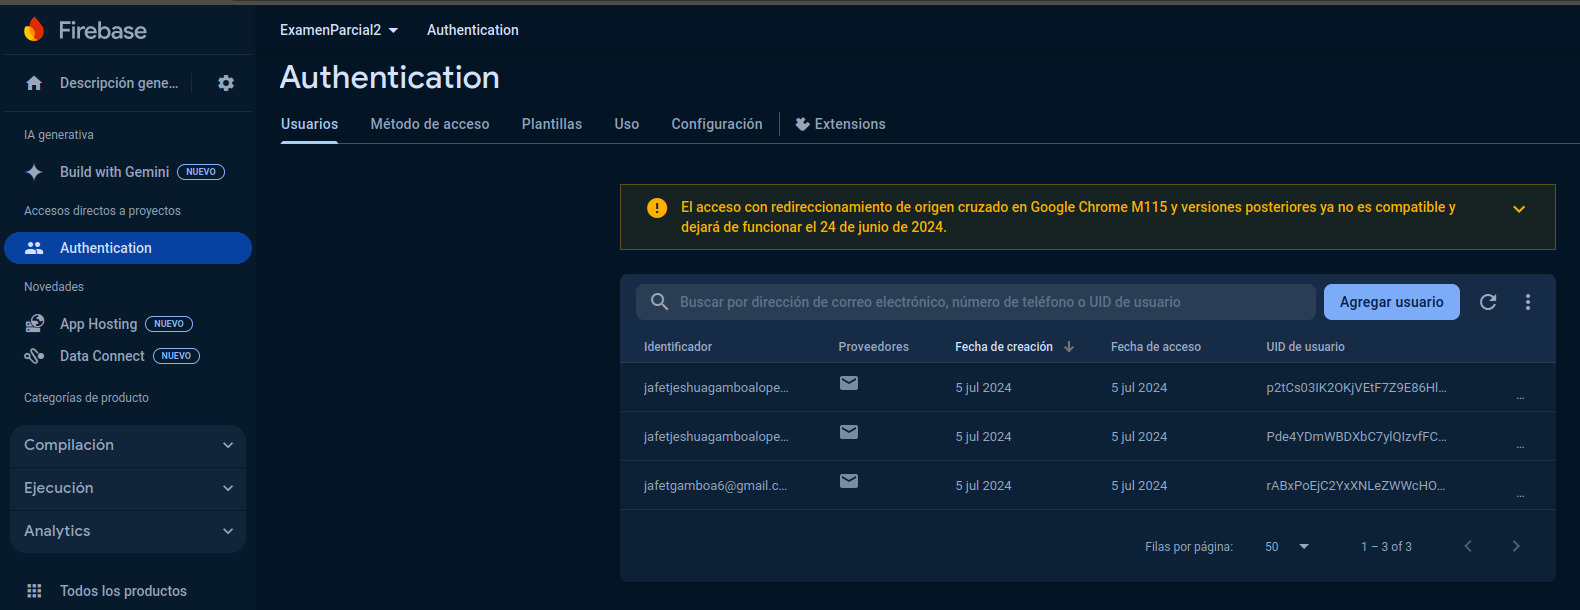 Firebase
ExamenParcial2
Authentication
Descripción gene...
Authentication
Usuarios
Método de acceso
Plantillas
Uso
Configuración
Extensions
IA generativa
Build with Gemini
NUEVO
Accesos directos a proyectos
Authentication
Novedades
App Hosting
NUEVO
Data Connect
NUEVO
Categorías de producto
Compilación
Ejecución
Analytics
Todos los productos
El acceso con redireccionamiento de origen cruzado en Google Chrome M115 y versiones posteriores ya no es compatible y
dejará de funcionar el 24 de junio de 2024.
Buscar por dirección de correo electrónico, número de teléfono o UID de usuario
Agregar usuario
Identificador Proveedores Fecha de creación Fecha de acceso UID de usuario
jafetjeshuagamboalope... 5 jul 2024 5 jul 2024 p2tCs03IK2OKjVEtF7Z9E86Hl... ...
jafetjeshuagamboalope... 5 jul 2024 5 jul 2024 Pde4YDmWBDXbC7ylQIzvfFC... ...
jafetgamboa6@gmail.c... 5 jul 2024 5 jul 2024 rABxPoEjC2YxXNLeZWWcHO... ...
Filas por página: 50 1 – 3 of 3